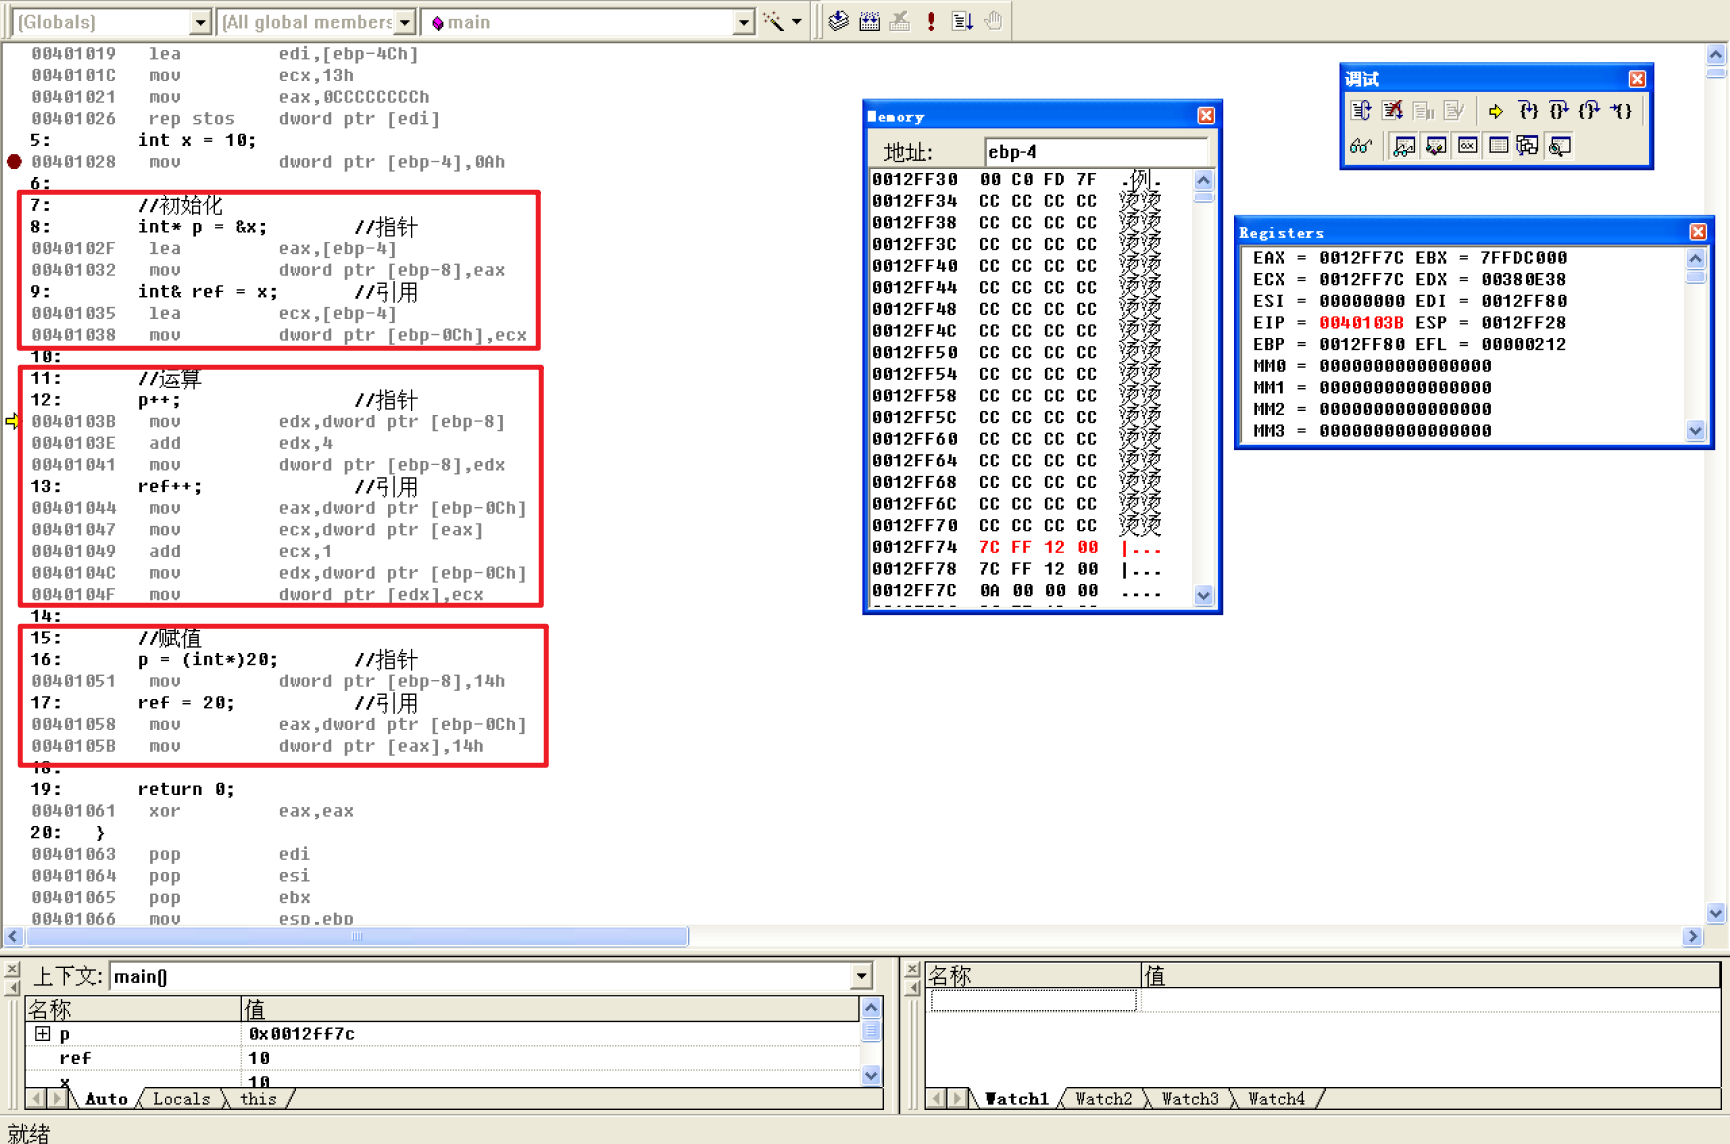 (Globals) [All global members main
00401019 lea edi,[ebp-4Ch]
0040101C mov ecx,13h
00401021 mov eax,0CCCCCCCCh
00401026 rep stos dword ptr [edi]
5: int x = 10;
00401028 mov dword ptr [ebp-4],0Ah
6:
7: //初始化
8: int* p = &x; //指针
0040102F lea eax,[ebp-4]
00401032 mov dword ptr [ebp-8],eax
9: int& ref = x; //引用
00401035 lea ecx,[ebp-4]
00401038 mov dword ptr [ebp-0Ch],ecx
10:
11: //运算
12: p++; //指针
0040103B mov edx,dword ptr [ebp-8]
0040103E add edx,4
00401041 mov dword ptr [ebp-8],edx
13: ref++; //引用
00401044 mov eax,dword ptr [ebp-0Ch]
00401047 mov ecx,dword ptr [eax]
00401049 add ecx,1
0040104C mov edx,dword ptr [ebp-0Ch]
0040104F mov dword ptr [edx],ecx
14:
15: //赋值
16: p = (int*)20; //指针
00401051 mov dword ptr [ebp-8],14h
17: ref = 20; //引用
00401058 mov eax,dword ptr [ebp-0Ch]
0040105B mov dword ptr [eax],14h
18:
19: return 0;
00401061 xor eax,eax
20: }
00401063 pop edi
00401064 pop esi
00401065 pop ebx
00401066 mov esp,ebp
Memory
地址: ebp-4
0012FF30 00 C0 FD 7F .例.
0012FF34 CC CC CC CC 烫烫
0012FF38 CC CC CC CC 烫烫
0012FF3C CC CC CC CC 烫烫
0012FF40 CC CC CC CC 烫烫
0012FF44 CC CC CC CC 烫烫
0012FF48 CC CC CC CC 烫烫
0012FF4C CC CC CC CC 烫烫
0012FF50 CC CC CC CC 烫烫
0012FF54 CC CC CC CC 烫烫
0012FF58 CC CC CC CC 烫烫
0012FF5C CC CC CC CC 烫烫
0012FF60 CC CC CC CC 烫烫
0012FF64 CC CC CC CC 烫烫
0012FF68 CC CC CC CC 烫烫
0012FF6C CC CC CC CC 烫烫
0012FF70 CC CC CC CC 烫烫
0012FF74 7C FF 12 00 |...
0012FF78 7C FF 12 00 |...
0012FF7C 0A 00 00 00 ....
调试
Registers
EAX = 0012FF7C EBX = 7FFDC000
ECX = 0012FF7C EDX = 00380E38
ESI = 00000000 EDI = 0012FF80
EIP = 0040103B ESP = 0012FF28
EBP = 0012FF80 EFL = 00000212
MM0 = 0000000000000000
MM1 = 0000000000000000
MM2 = 0000000000000000
MM3 = 0000000000000000
上下文: main()
名称 值
p 0x0012ff7c
ref 10
x 10
Auto Locals this
名称 值
Watch1 Watch2 Watch3 Watch4
就绪